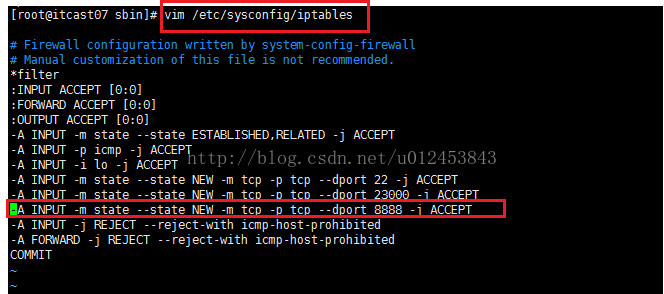 [root@itcast07 sbin]# vim /etc/sysconfig/iptables
# Firewall configuration written by system-config-firewall
# Manual customization of this file is not recommended.
*filter
:INPUT ACCEPT [0:0]
:FORWARD ACCEPT [0:0]
:OUTPUT ACCEPT [0:0]
-A INPUT -m state --state ESTABLISHED,RELATED -j ACCEPT
-A INPUT -p icmp -j ACCEPT
http://blog.csdn.net/u012453843
-A INPUT -i lo -j ACCEPT
-A INPUT -m state --state NEW -m tcp -p tcp --dport 22 -j ACCEPT
-A INPUT -m state --state NEW -m tcp -p tcp --dport 23000 -j ACCEPT
-A INPUT -m state --state NEW -m tcp -p tcp --dport 8888 -j ACCEPT
-A INPUT -j REJECT --reject-with icmp-host-prohibited
-A FORWARD -j REJECT --reject-with icmp-host-prohibited
COMMIT
~
~